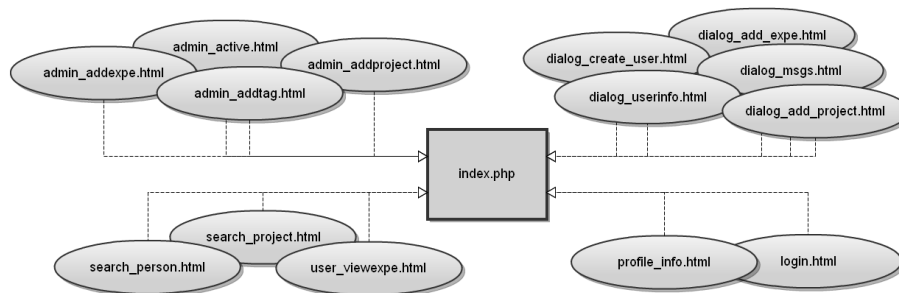 admin_active.html
admin_addexpe.html
admin_addproject.html
admin_addtag.html
dialog_add_expe.html
dialog_create_user.html
dialog_msgs.html
dialog_userinfo.html
dialog_add_project.html
index.php
search_project.html
search_person.html
user_viewexpe.html
profile_info.html
login.html